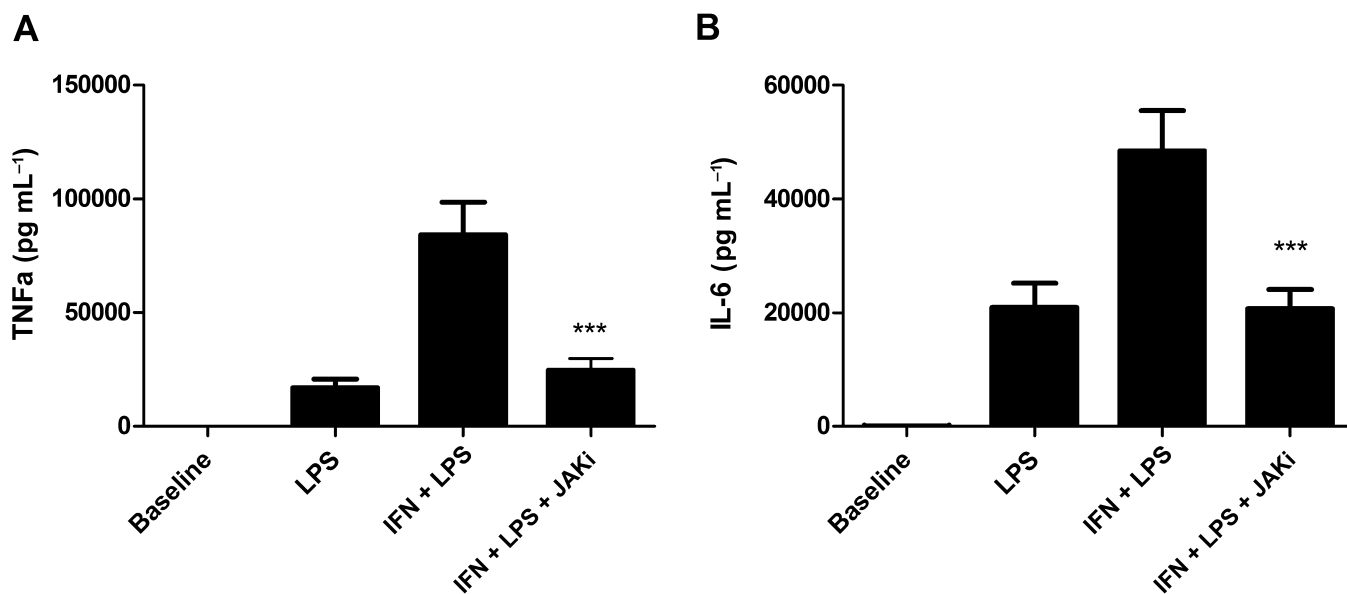 A
TNFa (pg mL⁻¹)
150000
100000
50000
0
***
Baseline
LPS
IFN + LPS
IFN + LPS + JAKi
B
IL-6 (pg mL⁻¹)
60000
40000
20000
0
***
Baseline
LPS
IFN + LPS
IFN + LPS + JAKi